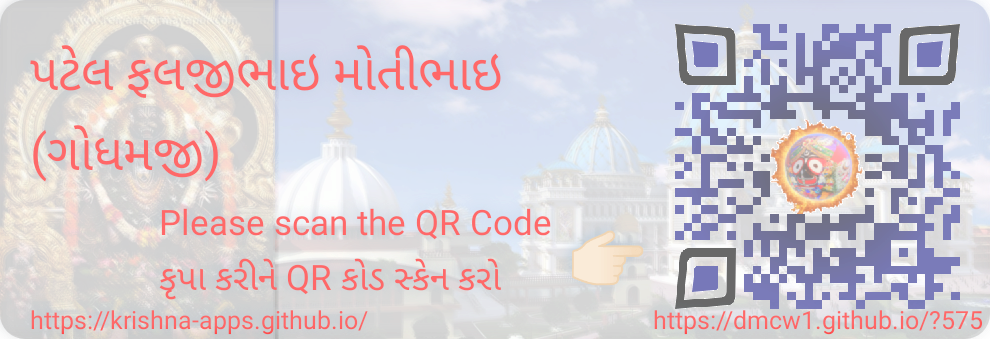 પટેલ ફલજીભાઇ મોતીભાઇ
(ગોધમજી)
Please scan the QR Code
કૃપા કરીને QR કોડ સ્કેન કરો
https://krishna-apps.github.io/
https://dmcw1.github.io/?575